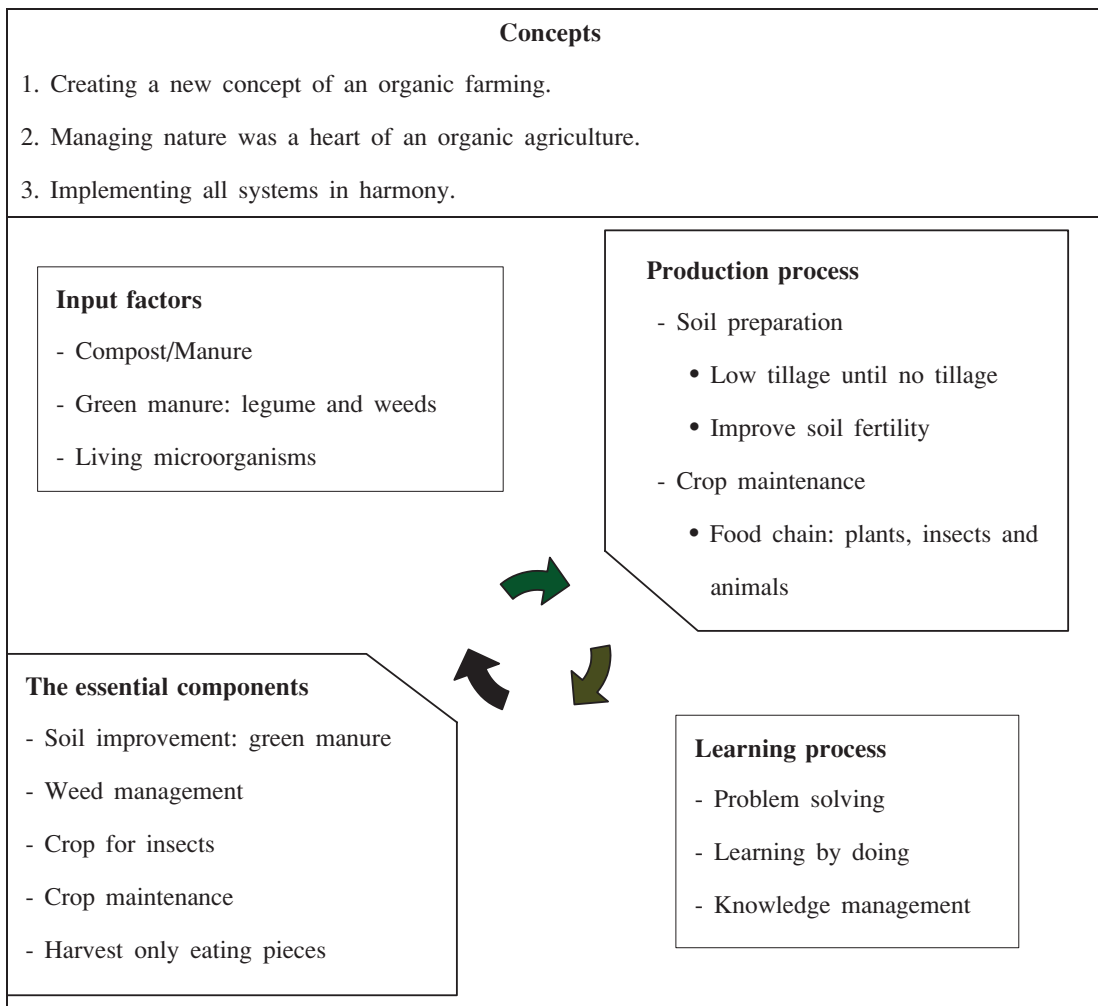 Concepts
1. Creating a new concept of an organic farming.
2. Managing nature was a heart of an organic agriculture.
3. Implementing all systems in harmony.
Input factors
- Compost/Manure
- Green manure: legume and weeds
- Living microorganisms
Production process
- Soil preparation
• Low tillage until no tillage
• Improve soil fertility
- Crop maintenance
• Food chain: plants, insects and
animals
The essential components
- Soil improvement: green manure
- Weed management
- Crop for insects
- Crop maintenance
- Harvest only eating pieces
Learning process
- Problem solving
- Learning by doing
- Knowledge management